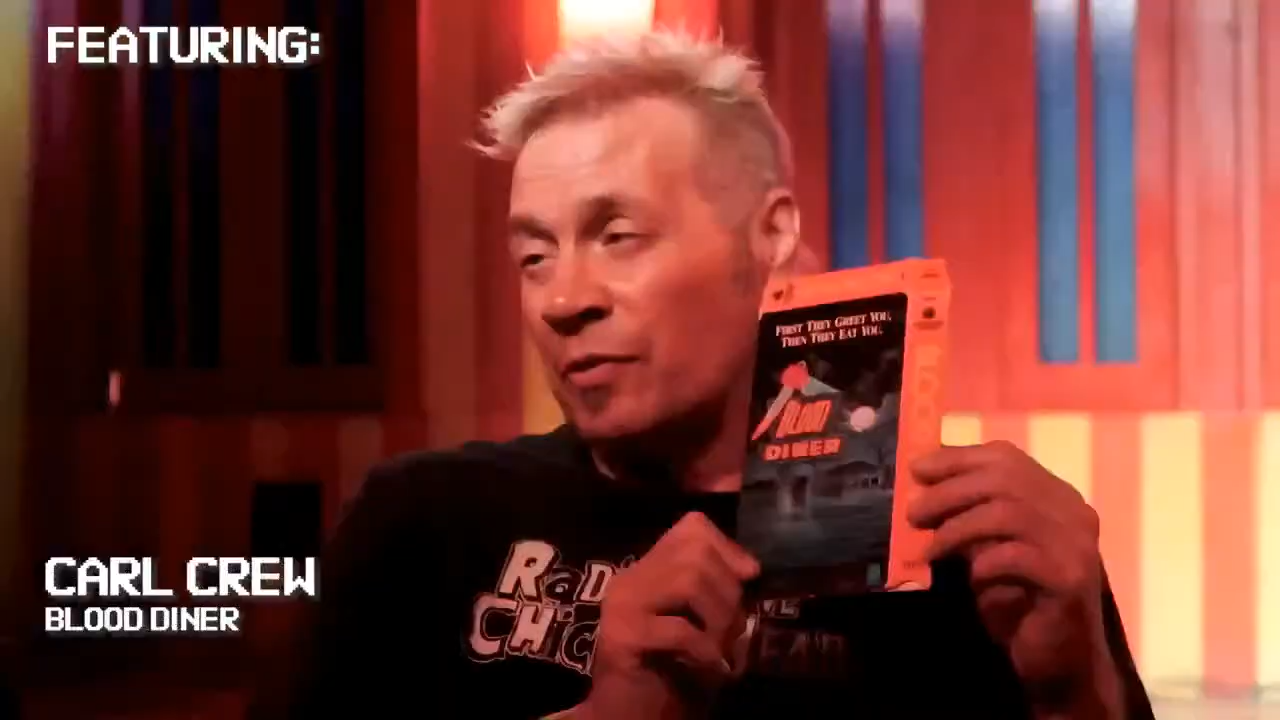 FEATURING:
FIRST THEY GREET YOU,
THEN THEY EAT YOU.
BLOOD
DINER
CARL CREW
BLOOD DINER